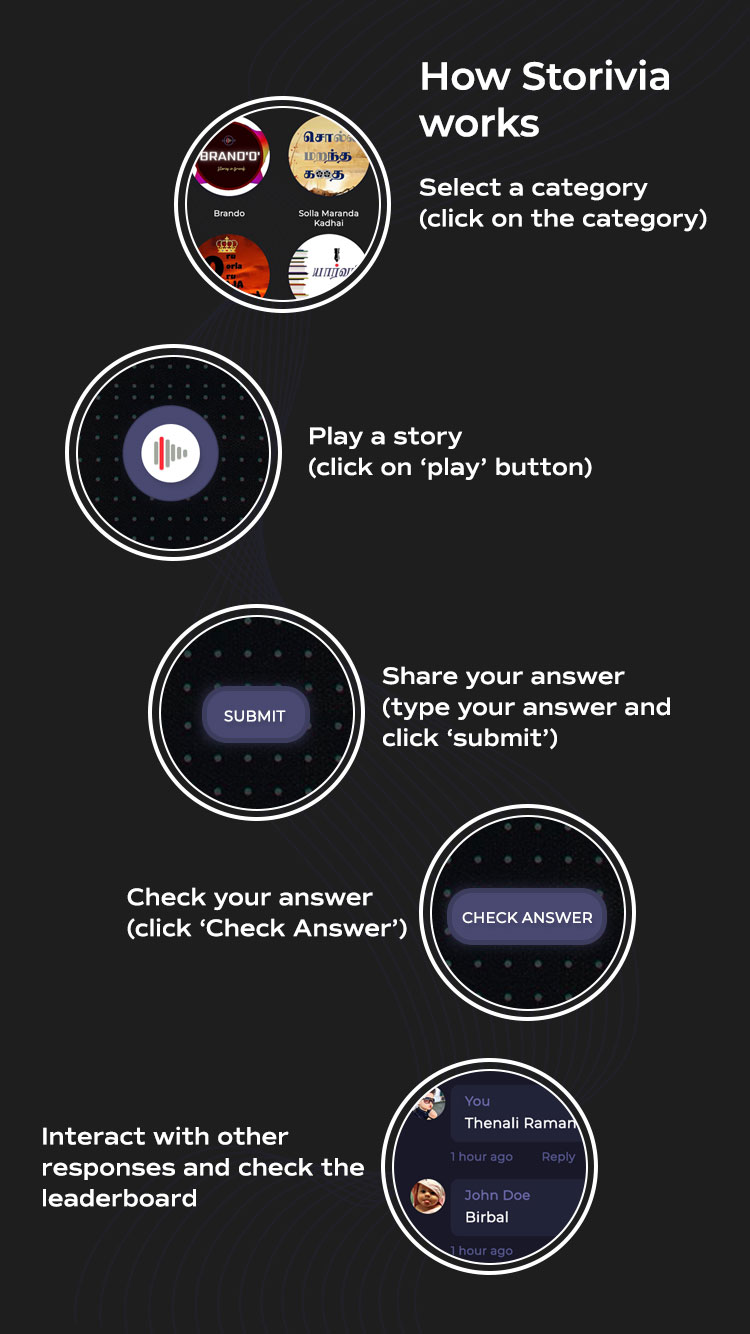 How Storivia
works
Select a category
(click on the category)
BRAND'O'
சொல்ல
மறந்த
Brando
Solla Maranda
Kadhai
Play a story
(click on ‘play’ button)
SUBMIT
Share your answer
(type your answer and
click ‘submit’)
Check your answer
(click ‘Check Answer’)
CHECK ANSWER
Interact with other
responses and check the
leaderboard
You
Thenali Raman
1 hour ago Reply
John Doe
Birbal
1 hour ago